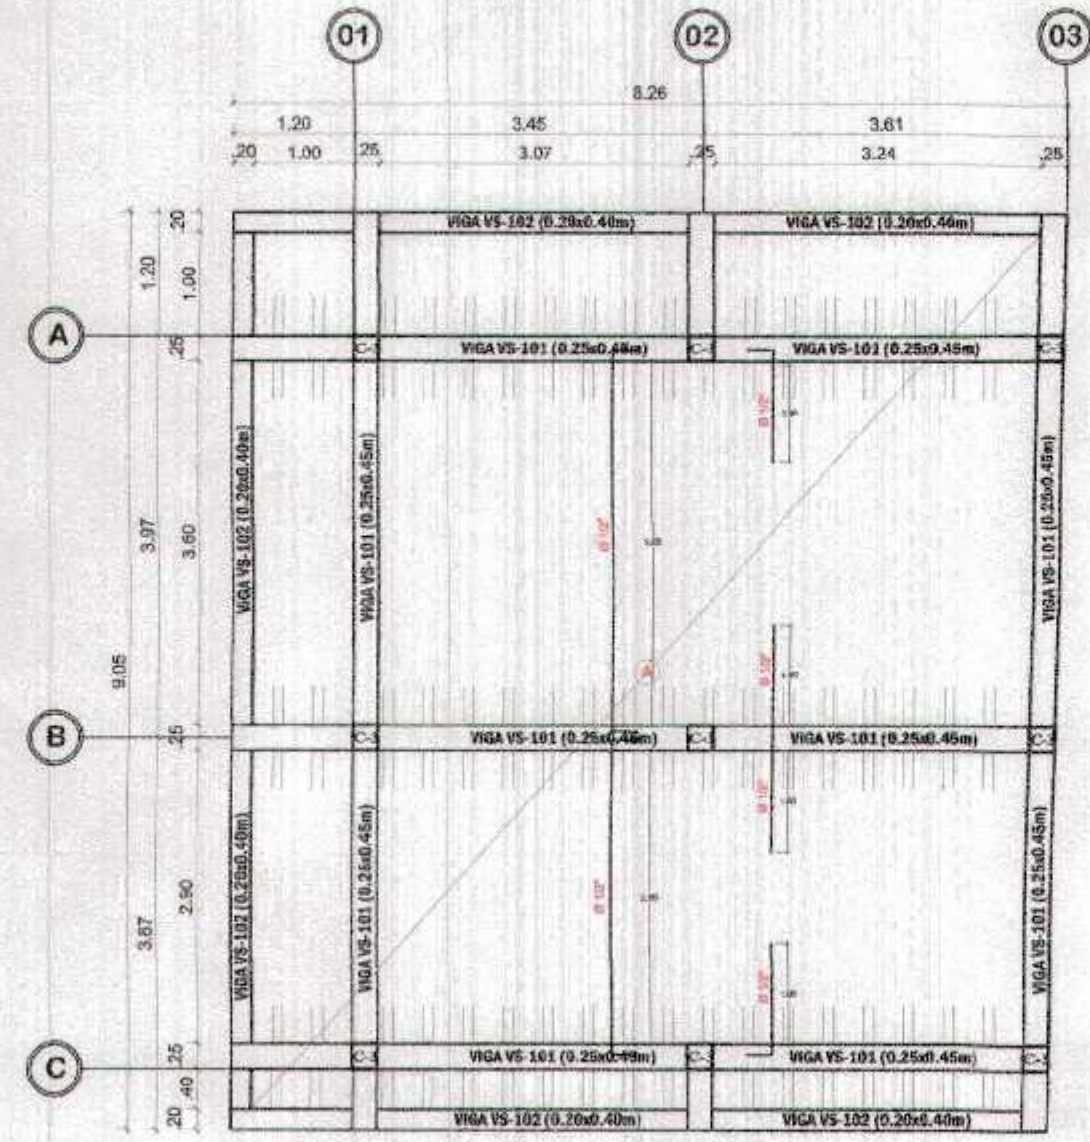 01 02 03
8.26
1.20 3.45 3.61
.20 1.00 .25 3.07 .25 3.24 .25
VIGA VS-102 (0.20x0.40m) VIGA VS-102 (0.20x0.40m)
.20
1.20
1.00
A
.25
VIGA VS-101 (0.25x0.45m) VIGA VS-101 (0.25x0.45m)
Ø 1/2"
VIGA VS-102 (0.20x0.40m)
VIGA VS-101 (0.25x0.45m)
VIGA VS-101 (0.25x0.45m)
3.97
3.60
Ø 1/2"
9.05
Ø 1/2"
B
.25
VIGA VS-101 (0.25x0.45m) VIGA VS-101 (0.25x0.45m)
Ø 1/2"
VIGA VS-102 (0.20x0.40m)
VIGA VS-101 (0.25x0.45m)
VIGA VS-101 (0.25x0.45m)
3.87
2.90
Ø 1/2"
Ø 1/2"
C
.25
VIGA VS-101 (0.25x0.45m) VIGA VS-101 (0.25x0.45m)
.40
.20
VIGA VS-102 (0.20x0.40m) VIGA VS-102 (0.20x0.40m)